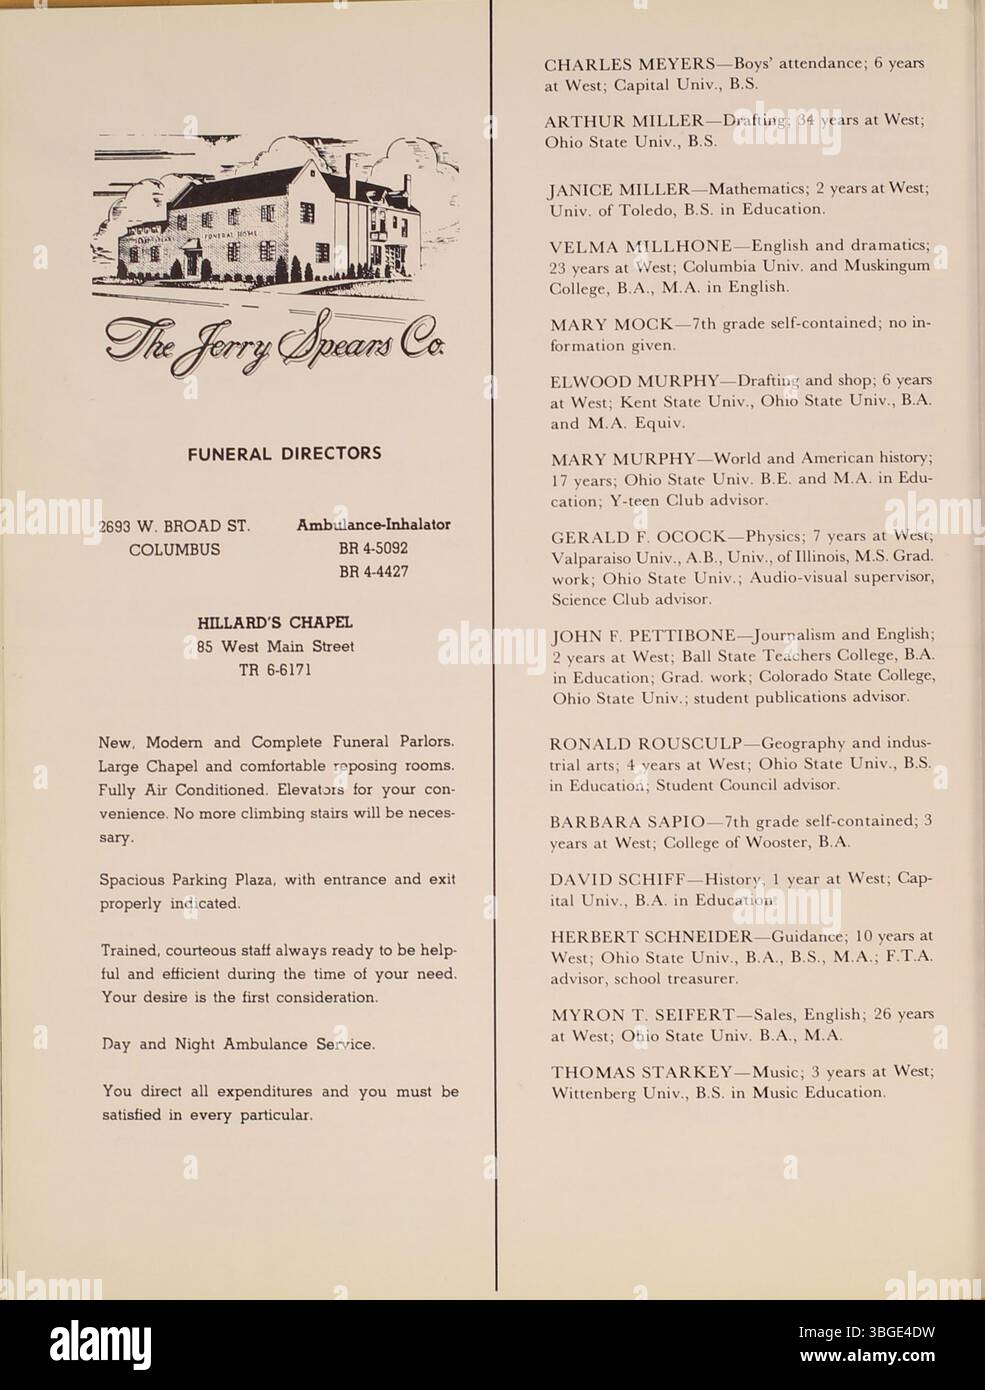 FUNERAL HOME
The Jerry Spears Co.
FUNERAL DIRECTORS
2693 W. BROAD ST.
COLUMBUS
Ambulance-Inhalator
BR 4-5092
BR 4-4427
HILLARD'S CHAPEL
85 West Main Street
TR 6-6171
New, Modern and Complete Funeral Parlors.
Large Chapel and comfortable reposing rooms.
Fully Air Conditioned. Elevators for your con-
venience. No more climbing stairs will be neces-
sary.
Spacious Parking Plaza, with entrance and exit
properly indicated.
Trained, courteous staff always ready to be help-
ful and efficient during the time of your need.
Your desire is the first consideration.
Day and Night Ambulance Service.
You direct all expenditures and you must be
satisfied in every particular.
CHARLES MEYERS—Boys' attendance; 6 years
at West; Capital Univ., B.S.
ARTHUR MILLER—Drafting; 34 years at West;
Ohio State Univ., B.S.
JANICE MILLER—Mathematics; 2 years at West;
Univ. of Toledo, B.S. in Education.
VELMA MILLHONE—English and dramatics;
23 years at West; Columbia Univ. and Muskingum
College, B.A., M.A. in English.
MARY MOCK—7th grade self-contained; no in-
formation given.
ELWOOD MURPHY—Drafting and shop; 6 years
at West; Kent State Univ., Ohio State Univ., B.A.
and M.A. Equiv.
MARY MURPHY—World and American history;
17 years; Ohio State Univ. B.E. and M.A. in Edu-
cation; Y-teen Club advisor.
GERALD F. OCOCK—Physics; 7 years at West;
Valparaiso Univ., A.B., Univ., of Illinois, M.S. Grad.
work; Ohio State Univ.; Audio-visual supervisor,
Science Club advisor.
JOHN F. PETTIBONE—Journalism and English;
2 years at West; Ball State Teachers College, B.A.
in Education; Grad. work; Colorado State College,
Ohio State Univ.; student publications advisor.
RONALD ROUSCULP—Geography and indus-
trial arts; 4 years at West; Ohio State Univ., B.S.
in Education; Student Council advisor.
BARBARA SAPIO—7th grade self-contained; 3
years at West; College of Wooster, B.A.
DAVID SCHIFF—History, 1 year at West; Cap-
ital Univ., B.A. in Education.
HERBERT SCHNEIDER—Guidance; 10 years at
West; Ohio State Univ., B.A., B.S., M.A.; F.T.A.
advisor, school treasurer.
MYRON T. SEIFERT—Sales, English; 26 years
at West; Ohio State Univ. B.A., M.A.
THOMAS STARKEY—Music; 3 years at West;
Wittenberg Univ., B.S. in Music Education.
alamy
Image ID: 3BGE4DW
www.alamy.com